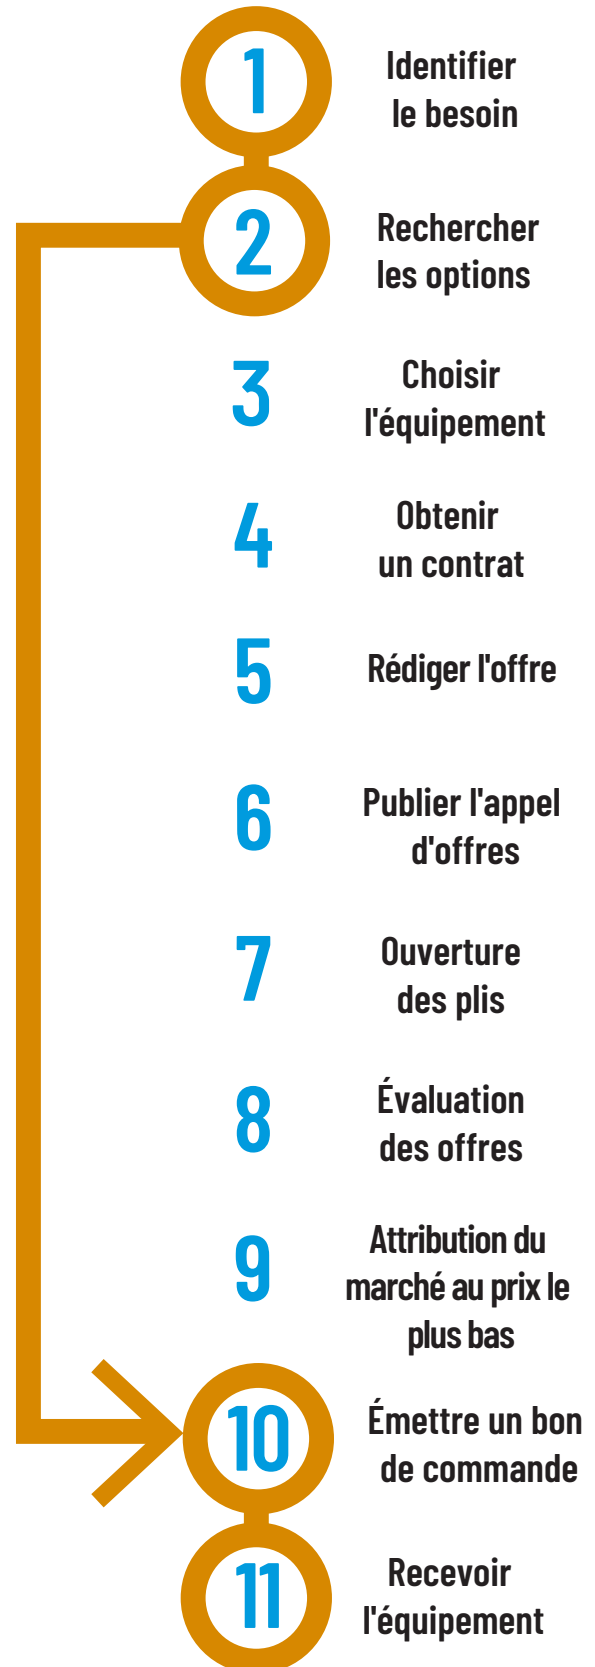 1
Identifier
le besoin
2
Rechercher
les options
3
Choisir
l'équipement
4
Obtenir
un contrat
5
Rédiger l'offre
6
Publier l'appel
d'offres
7
Ouverture
des plis
8
Évaluation
des offres
9
Attribution du
marché au prix le
plus bas
10
Émettre un bon
de commande
11
Recevoir
l'équipement